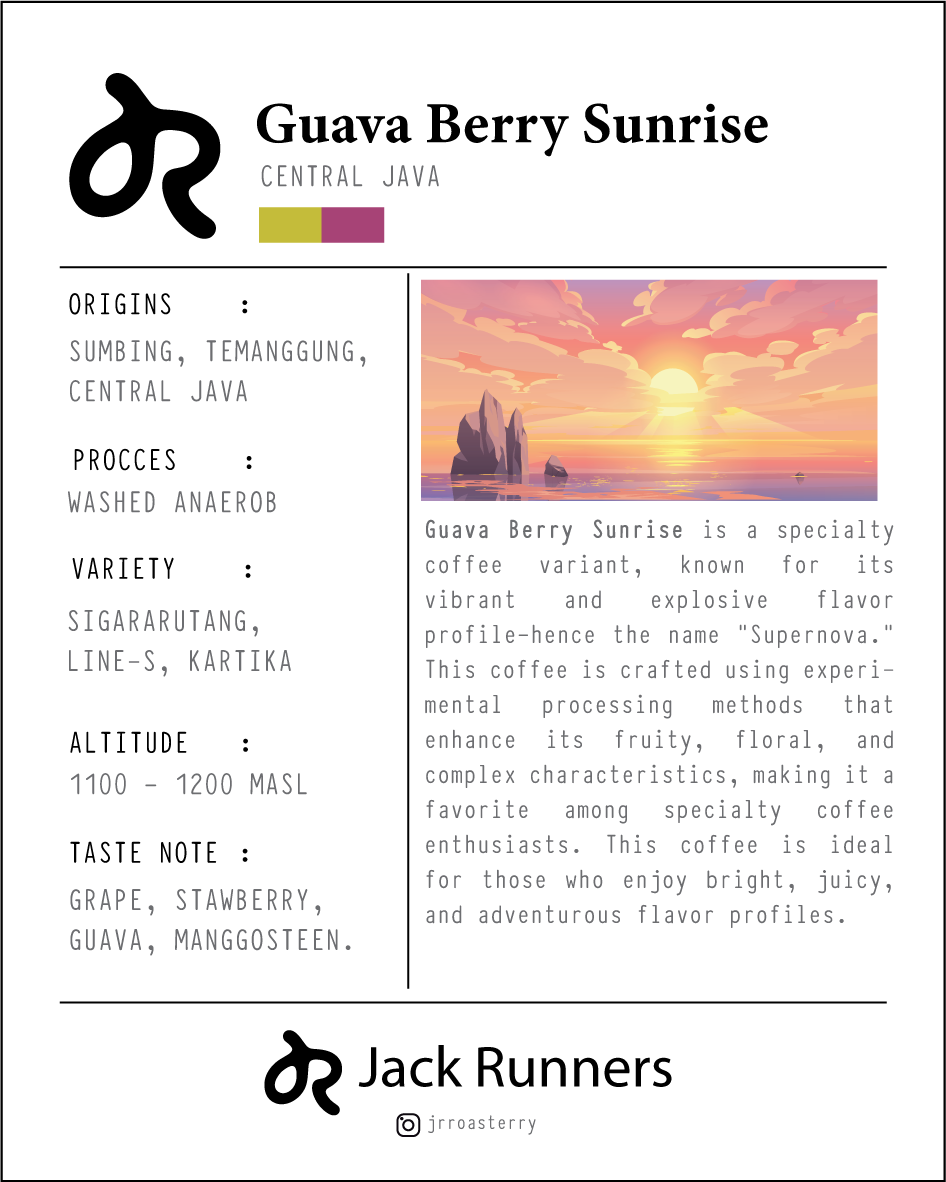 Guava Berry Sunrise
CENTRAL JAVA
ORIGINS :
SUMBING, TEMANGGUNG,
CENTRAL JAVA
PROCCES :
WASHED ANAEROB
VARIETY :
SIGARARUTANG,
LINE-S, KARTIKA
ALTITUDE :
1100 - 1200 MASL
TASTE NOTE :
GRAPE, STAWBERRY,
GUAVA, MANGGOSTEEN.
Guava Berry Sunrise is a specialty
coffee variant, known for its
vibrant and explosive flavor
profile-hence the name "Supernova."
This coffee is crafted using experi-
mental processing methods that
enhance its fruity, floral, and
complex characteristics, making it a
favorite among specialty coffee
enthusiasts. This coffee is ideal
for those who enjoy bright, juicy,
and adventurous flavor profiles.
Jack Runners
jrroasterry